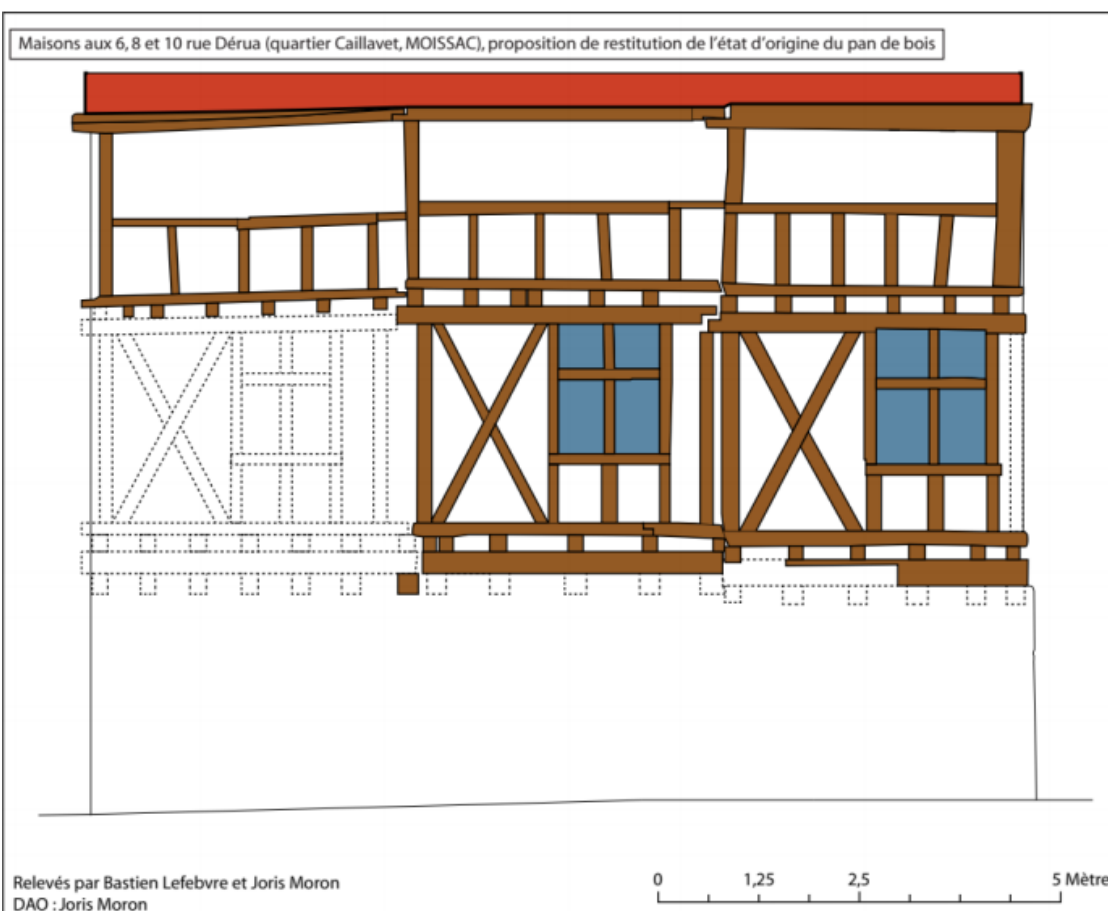 Maisons aux 6, 8 et 10 rue Dérua (quartier Caillavet, MOISSAC), proposition de restitution de l'état d'origine du pan de bois
Relevés par Bastien Lefebvre et Joris Moron
DAO : Joris Moron
0 1,25 2,5 5 Mètre